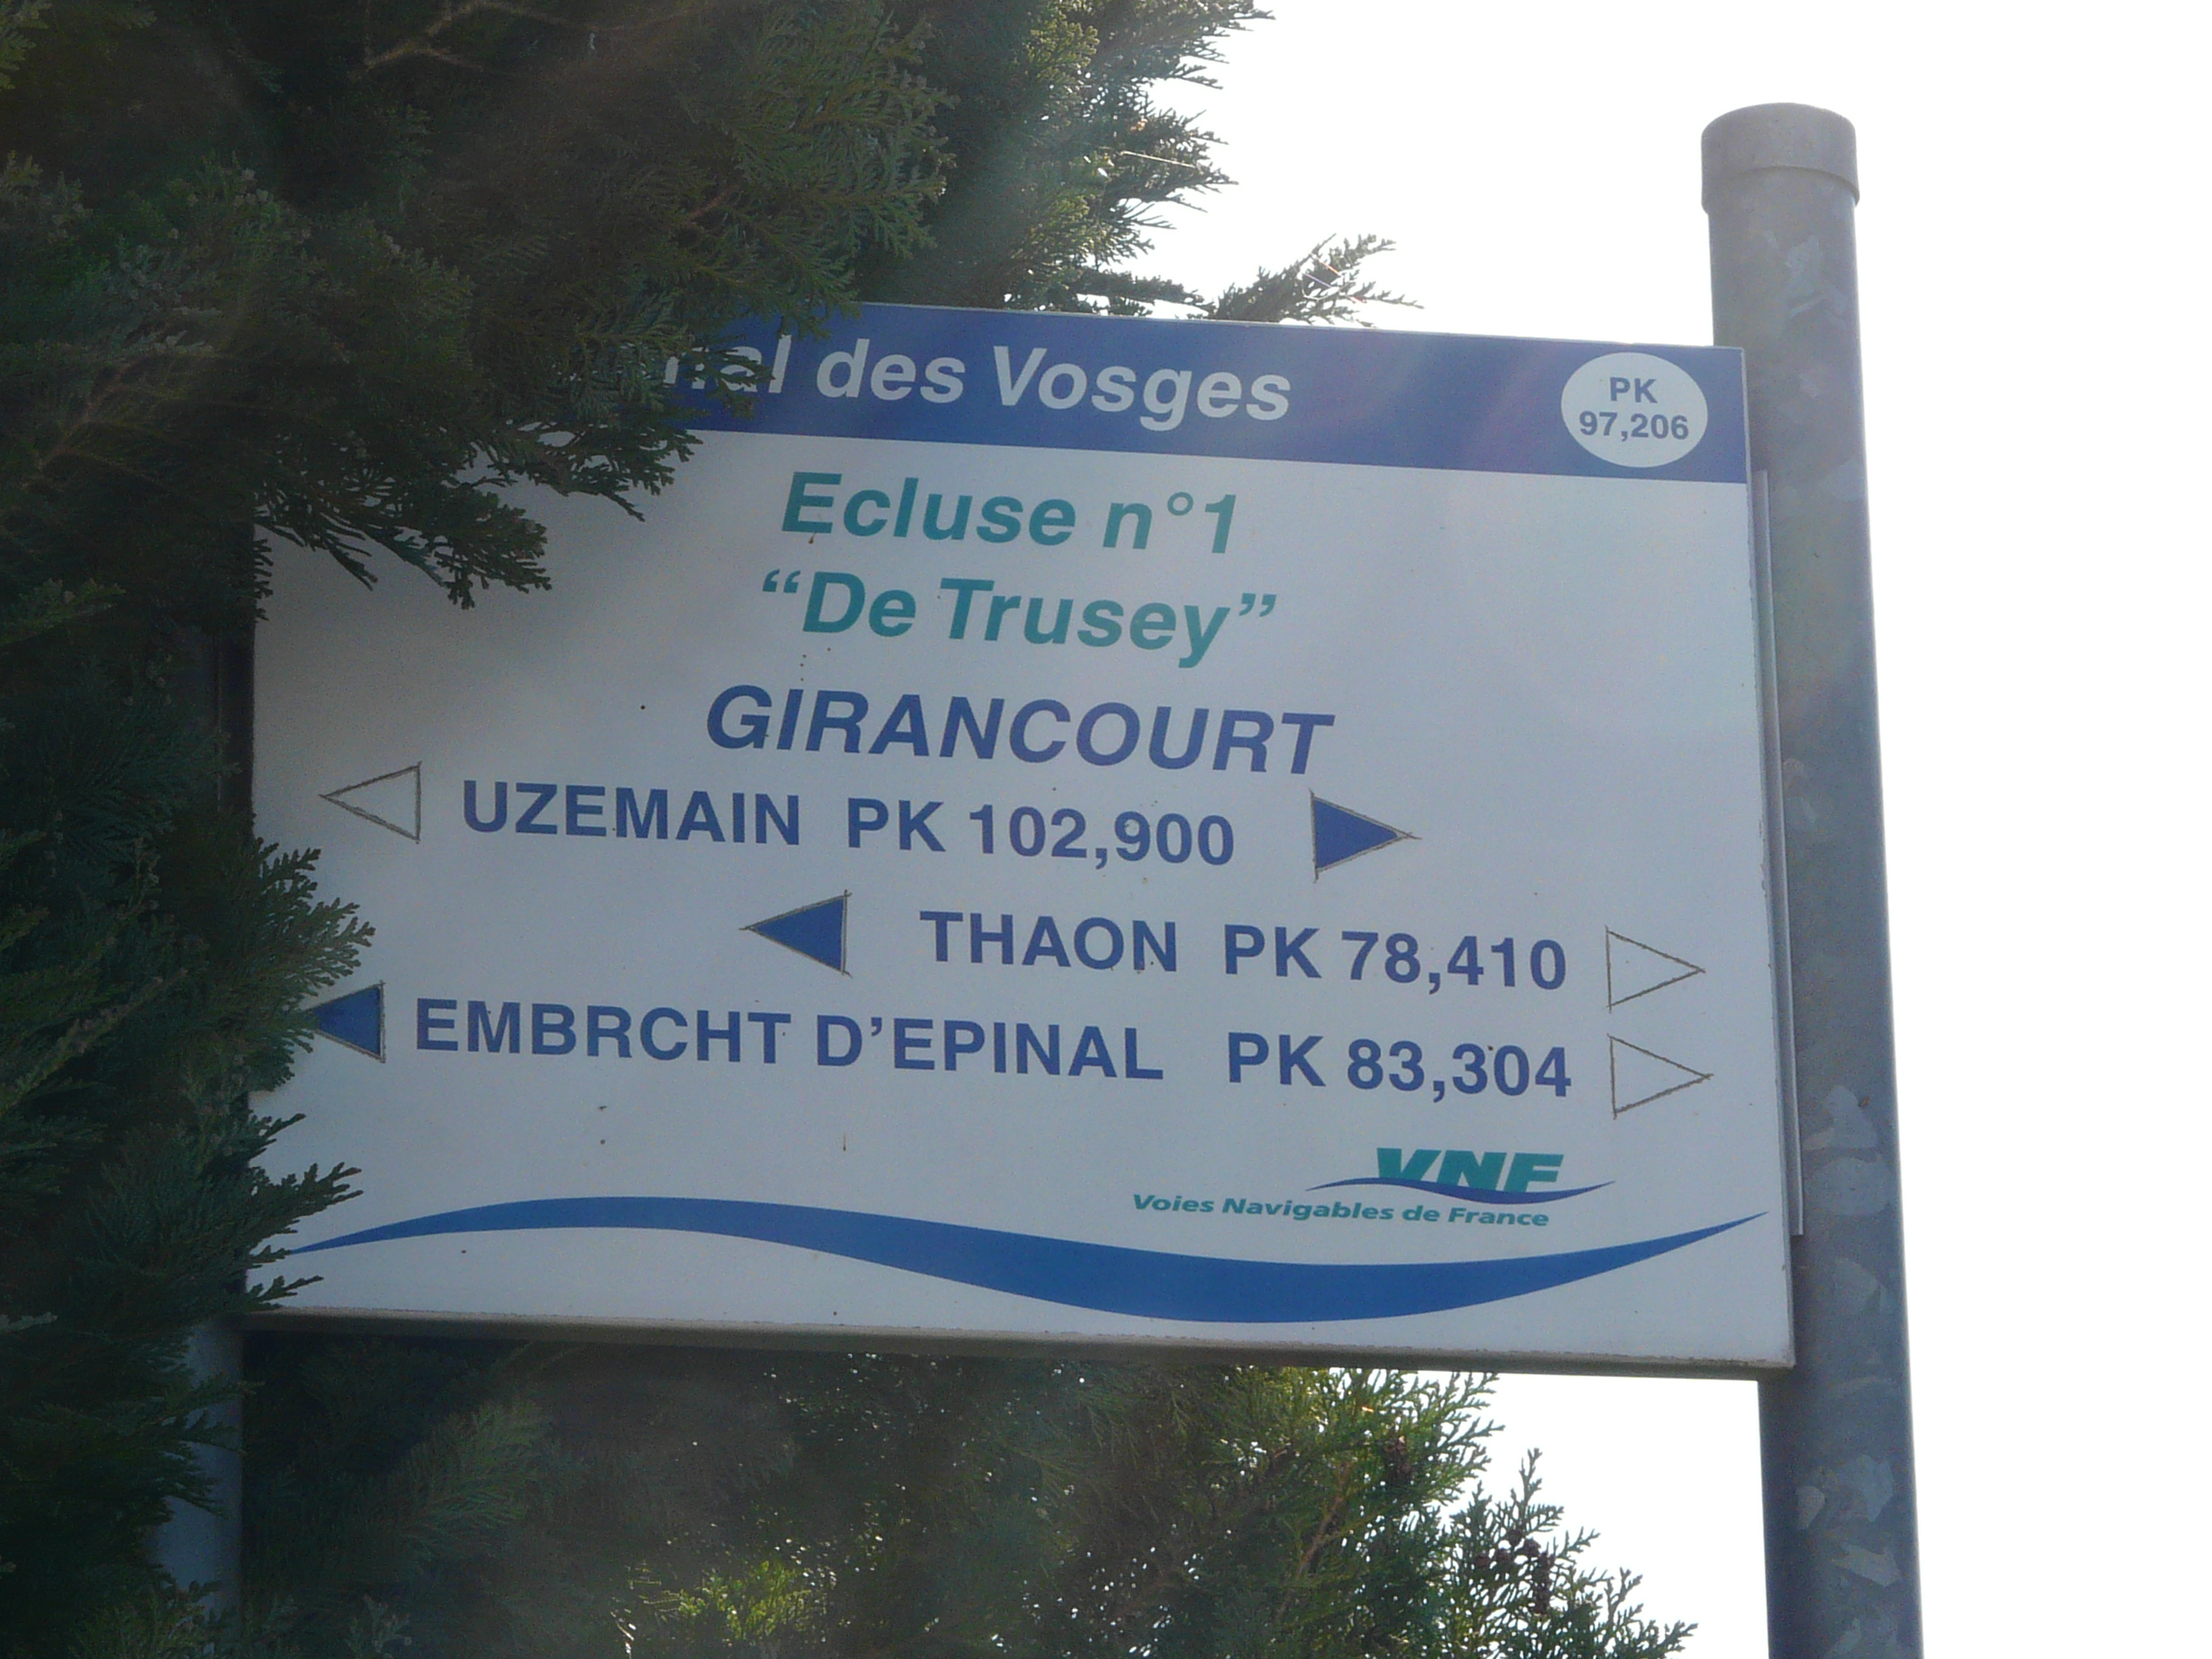 nal des Vosges
PK
97,206
Ecluse n°1
“De Trusey”
GIRANCOURT
UZEMAIN PK 102,900
THAON PK 78,410
EMBRCHT D’EPINAL PK 83,304
VNF
Voies Navigables de France